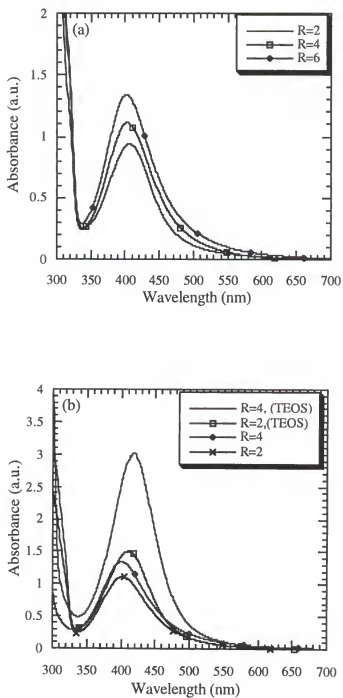 2
(a)
R=2
R=4
R=6
1.5
1
0.5
0
Absorbance (a.u.)
300 350 400 450 500 550 600 650 700
Wavelength (nm)
4
(b)
R=4, (TEOS)
R=2,(TEOS)
R=4
R=2
3.5
3
2.5
2
1.5
1
0.5
0
Absorbance (a.u.)
300 350 400 450 500 550 600 650 700
Wavelength (nm)